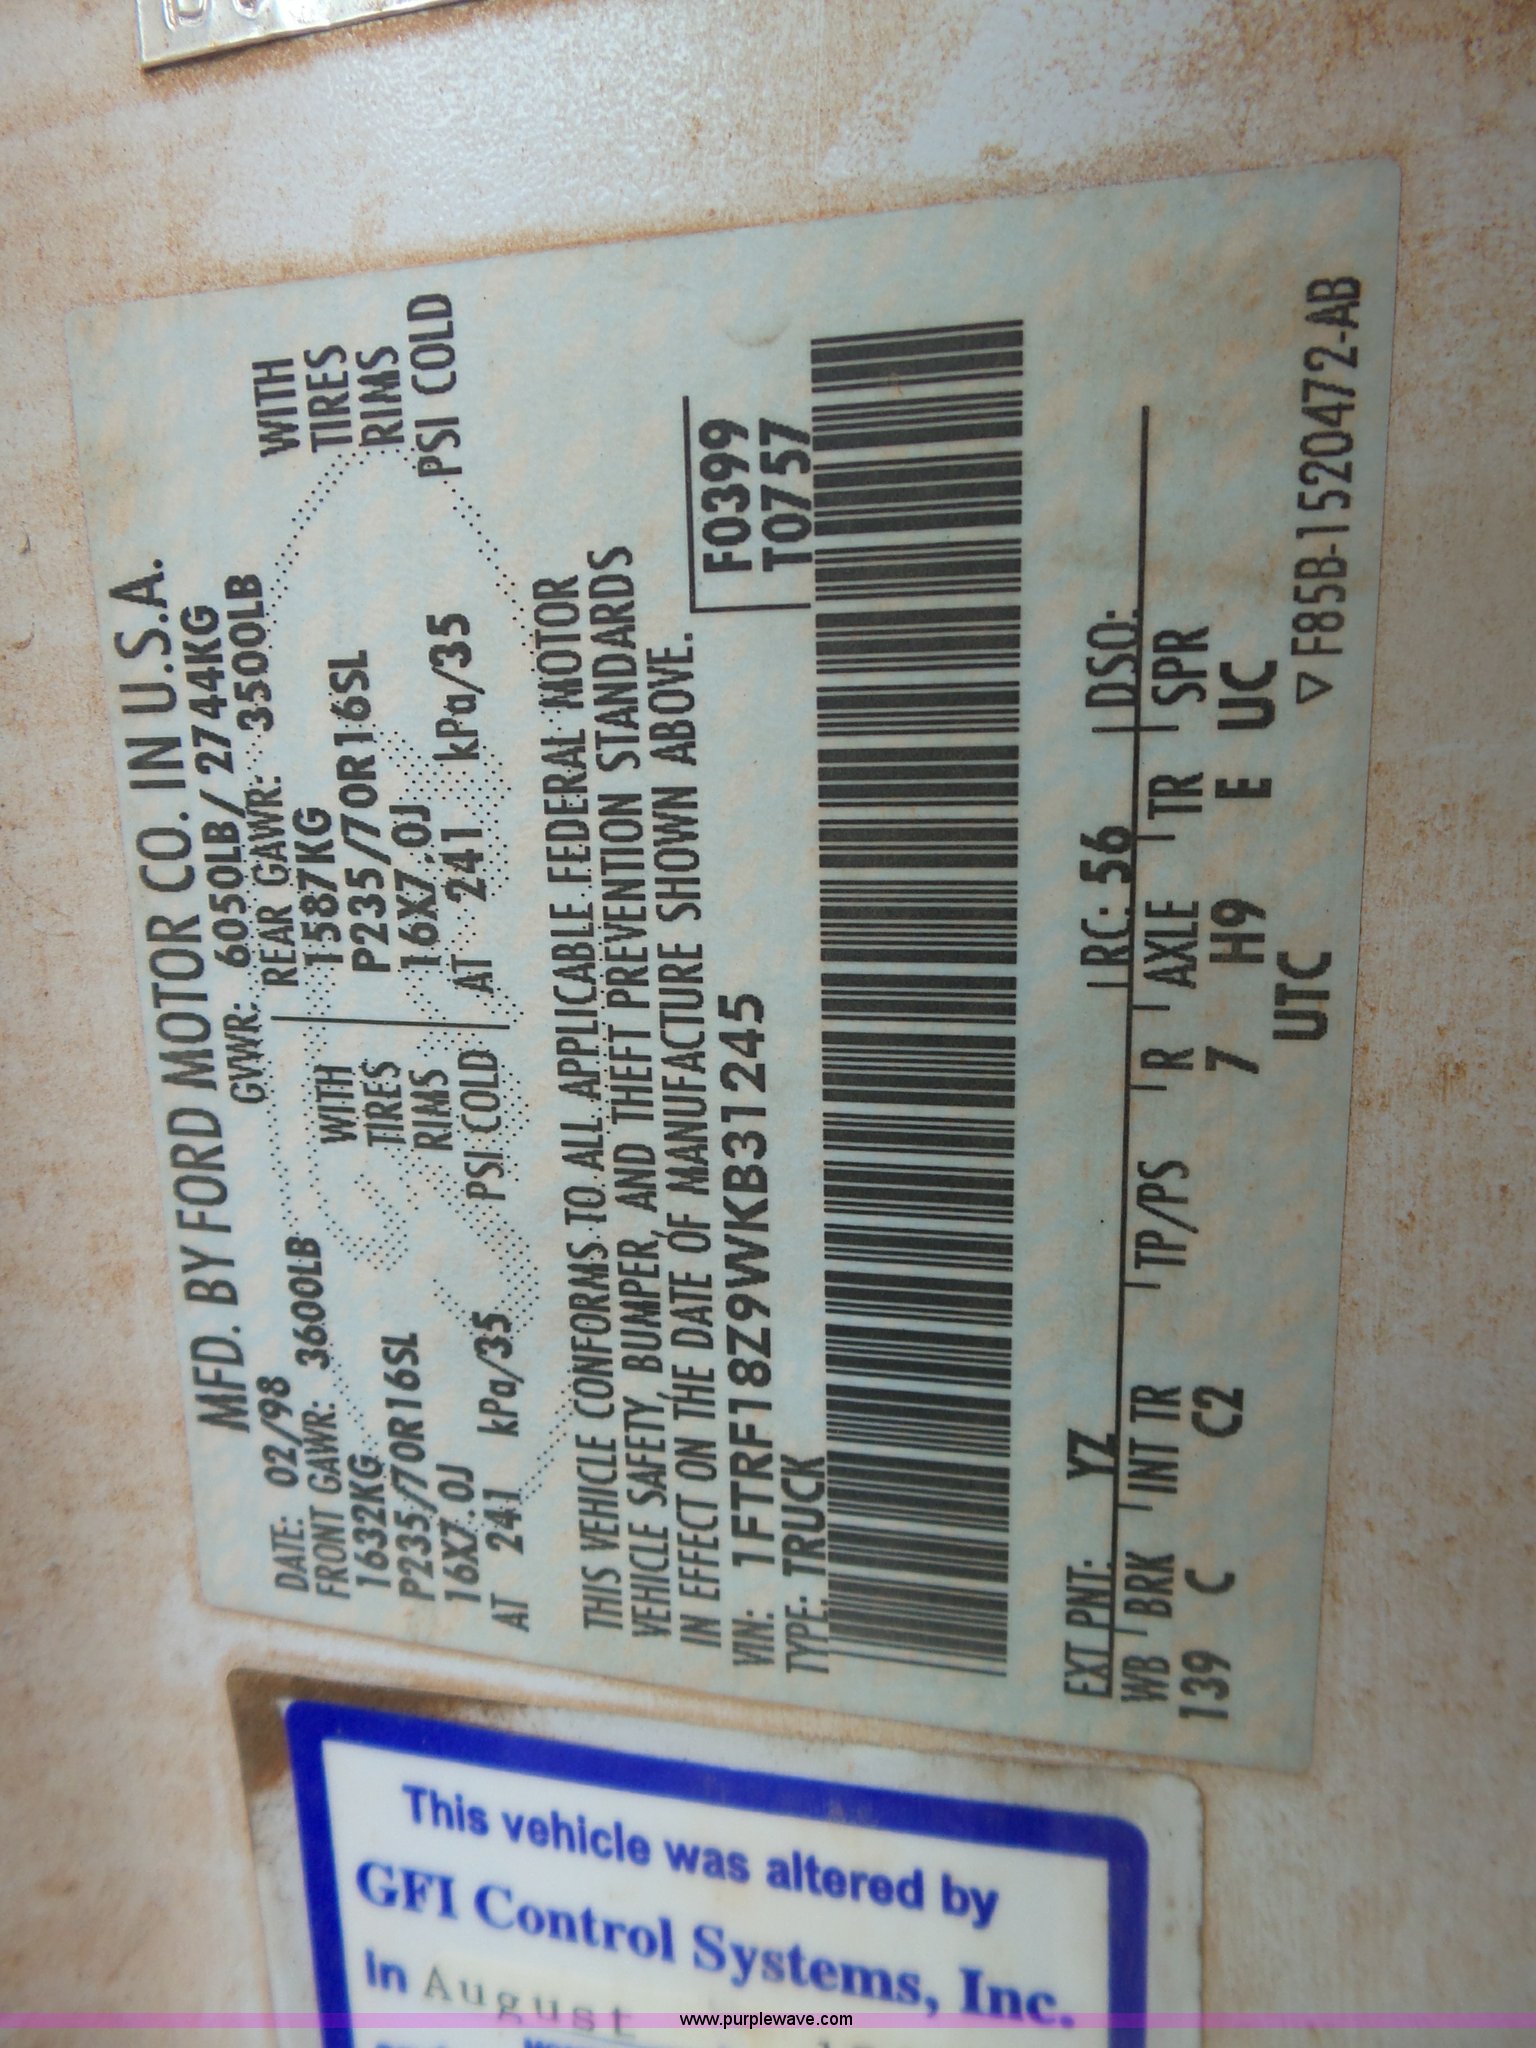 MFD. BY FORD MOTOR CO. IN U.S.A.
DATE: 02/98 GVWR: 6050LB/ 2744KG
FRONT GAWR: 3600LB REAR GAWR: 3500LB
1632KG WITH 1587KG WITH
P235/70R16SL TIRES P235/70R16SL TIRES
16X7.0J RIMS 16X7.0J RIMS
AT 241 kPa/35 PSI COLD AT 241 kPa/35 PSI COLD
THIS VEHICLE CONFORMS TO ALL APPLICABLE FEDERAL MOTOR
VEHICLE SAFETY, BUMPER, AND THEFT PREVENTION STANDARDS
IN EFFECT ON THE DATE OF MANUFACTURE SHOWN ABOVE.
VIN: 1FTRF18Z9WKB31245 F0399
TYPE: TRUCK T0757
EXT PNT: YZ RC: 56 DSO:
WB BRK INT TR TP/PS R AXLE TR SPR
139 C C2 7 H9 E UC
UTC
▽F85B-1520472-AB
This vehicle was altered by
GFI Control Systems, Inc.
In August
www.purplewave.com